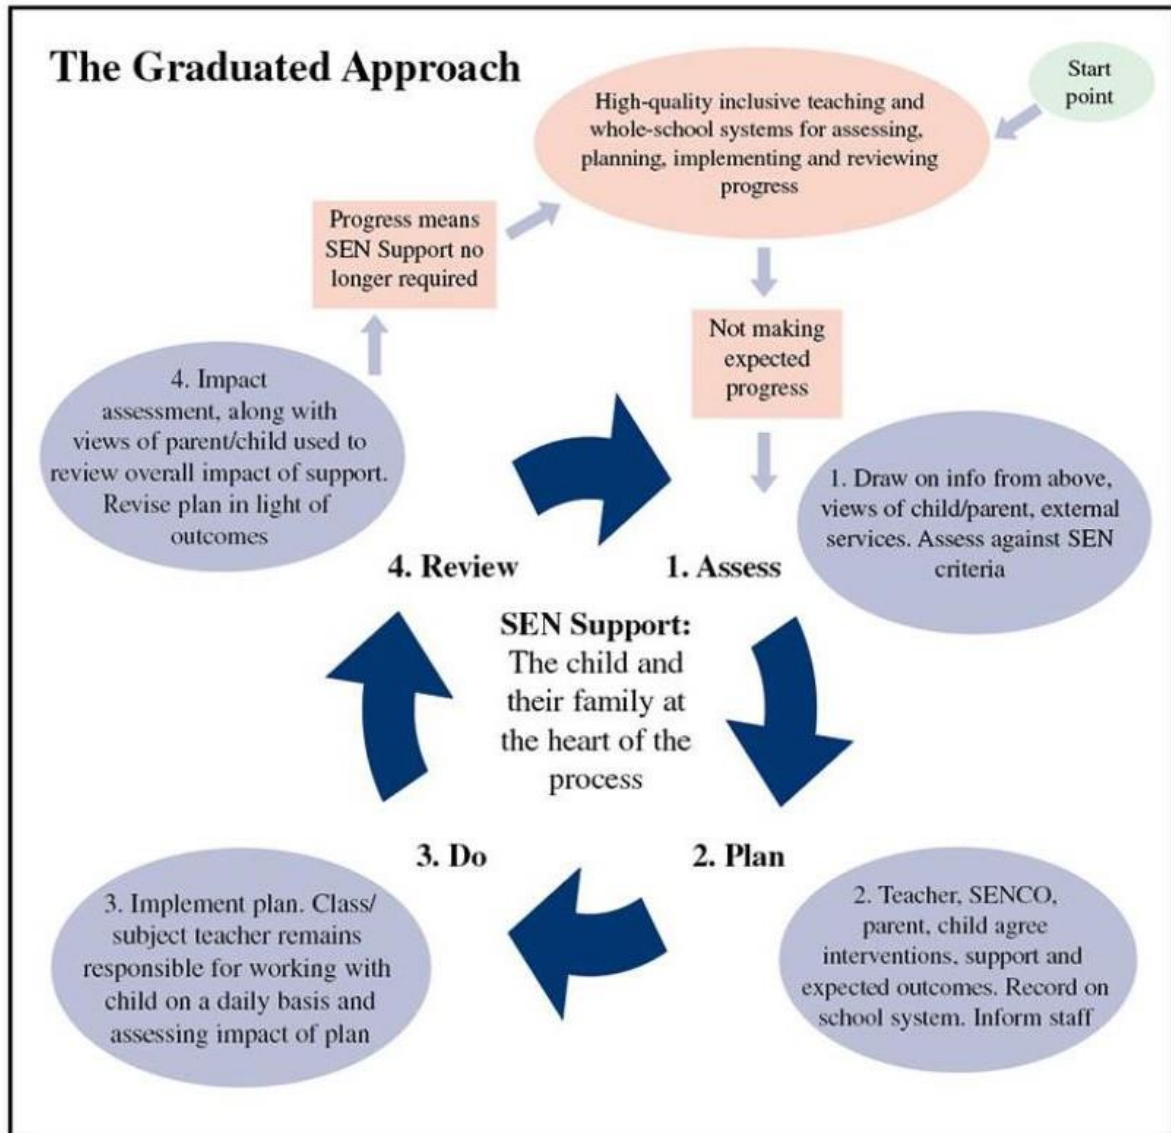 The Graduated Approach
Start
point
High-quality inclusive teaching and
whole-school systems for assessing,
planning, implementing and reviewing
progress
Progress means
SEN Support no
longer required
Not making
expected
progress
4. Impact
assessment, along with
views of parent/child used to
review overall impact of support.
Revise plan in light of
outcomes
1. Draw on info from above,
views of child/parent, external
services. Assess against SEN
criteria
4. Review
1. Assess
SEN Support:
The child and
their family at
the heart of the
process
3. Do
2. Plan
3. Implement plan. Class/
subject teacher remains
responsible for working with
child on a daily basis and
assessing impact of plan
2. Teacher, SENCO,
parent, child agree
interventions, support and
expected outcomes. Record on
school system. Inform staff